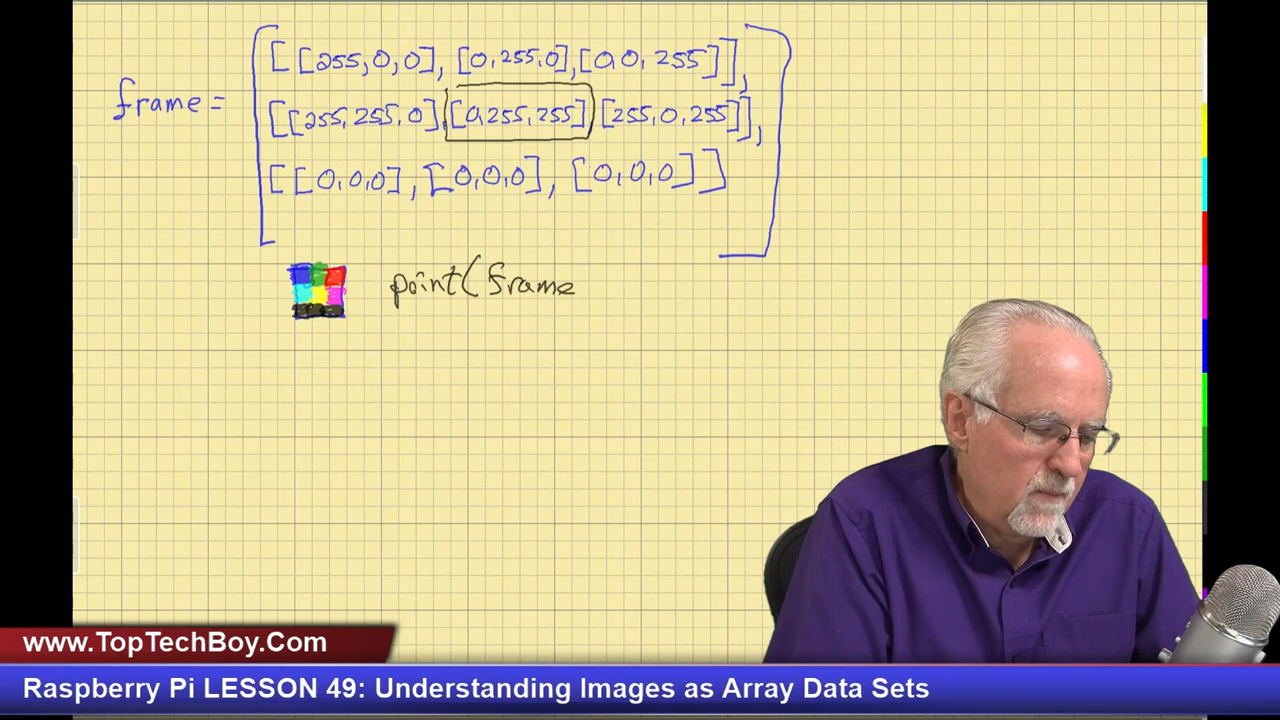 frame = [ [ [255,0,0], [0,255,0], [0,0,255] ],
[ [255,255,0], [0,255,255] [255,0,255] ],
[ [0,0,0], [0,0,0], [0,0,0] ] ]
point(frame
www.TopTechBoy.Com
Raspberry Pi LESSON 49: Understanding Images as Array Data Sets